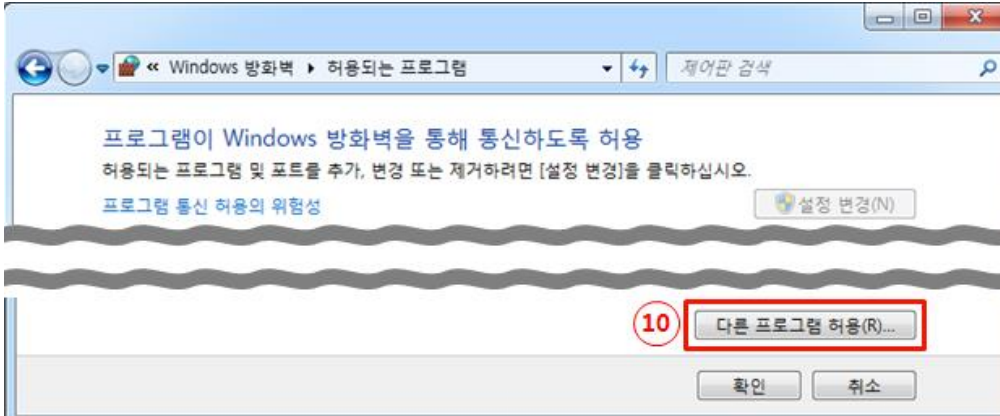 « Windows 방화벽 ▸ 허용되는 프로그램
제어판 검색
프로그램이 Windows 방화벽을 통해 통신하도록 허용
허용되는 프로그램 및 포트를 추가, 변경 또는 제거하려면 [설정 변경]을 클릭하십시오.
프로그램 통신 허용의 위험성
설정 변경(N)
10
다른 프로그램 허용(R)...
확인
취소